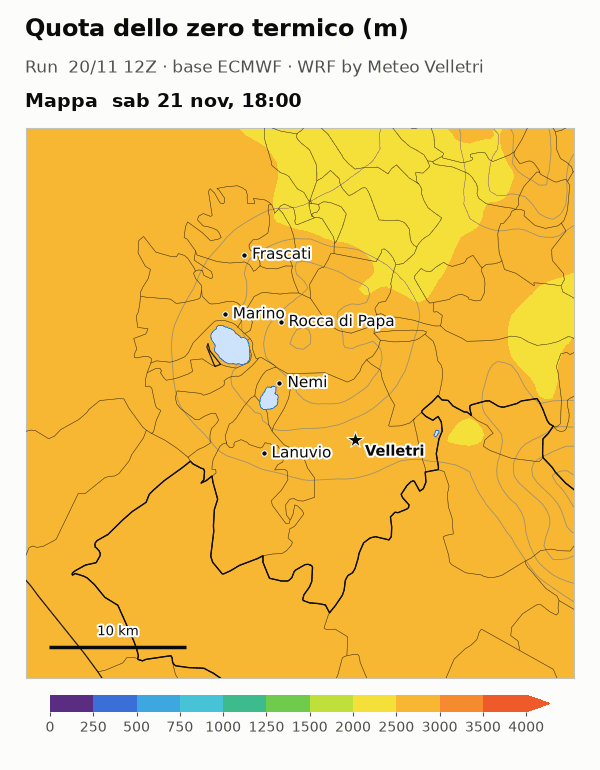 Quota dello zero termico (m)
Run  20/11 12Z · base ECMWF · WRF by Meteo Velletri
Mappa  sab 21 nov, 18:00
Frascati
Marino
Rocca di Papa
Nemi
Velletri
Lanuvio
10 km
0 250 500 750 1000 1250 1500 2000 2500 3000 3500 4000